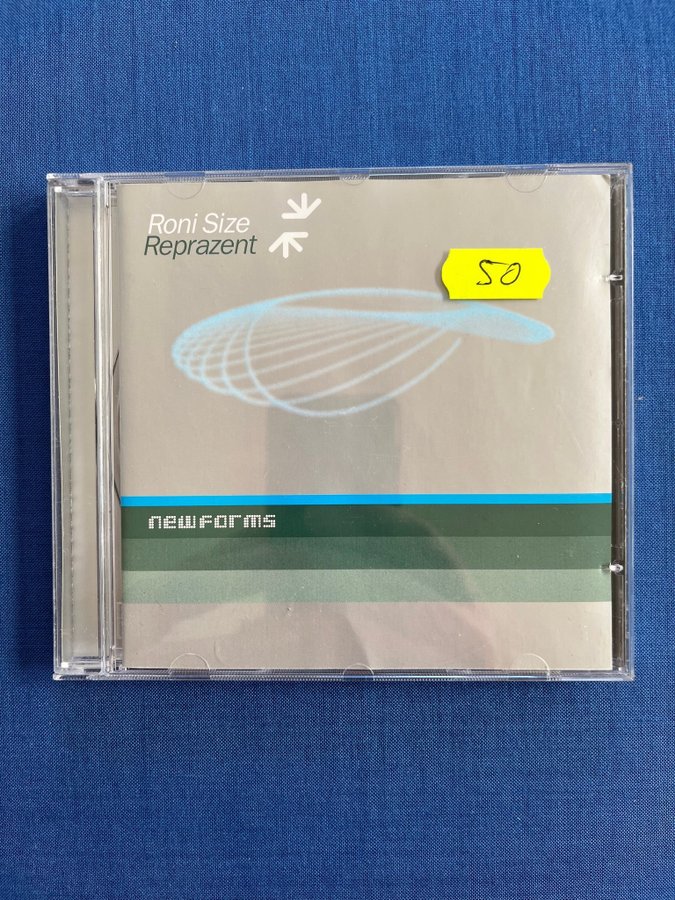 Roni Size
Reprazent
50
newforms